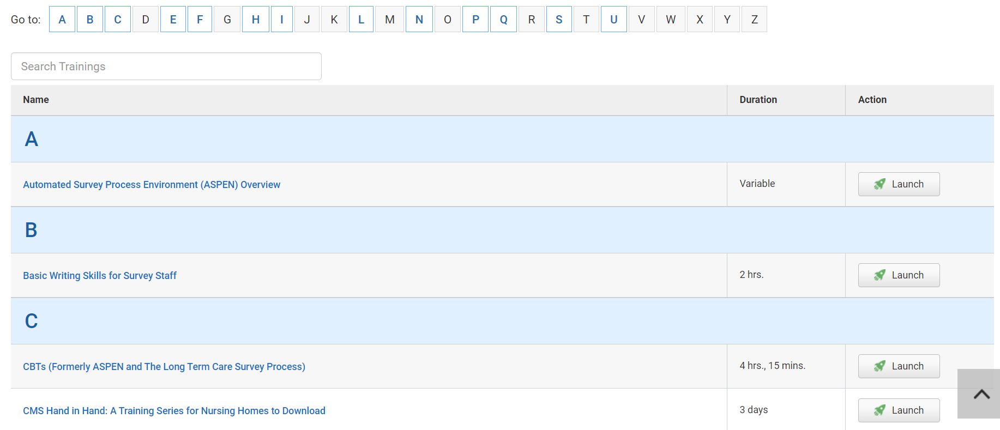 Go to: A B C D E F G H I J K L M N O P Q R S T U V W X Y Z
Search Trainings
Name Duration Action
A
Automated Survey Process Environment (ASPEN) Overview Variable Launch
B
Basic Writing Skills for Survey Staff 2 hrs. Launch
C
CBTs (Formerly ASPEN and The Long Term Care Survey Process) 4 hrs., 15 mins. Launch
CMS Hand in Hand: A Training Series for Nursing Homes to Download 3 days Launch